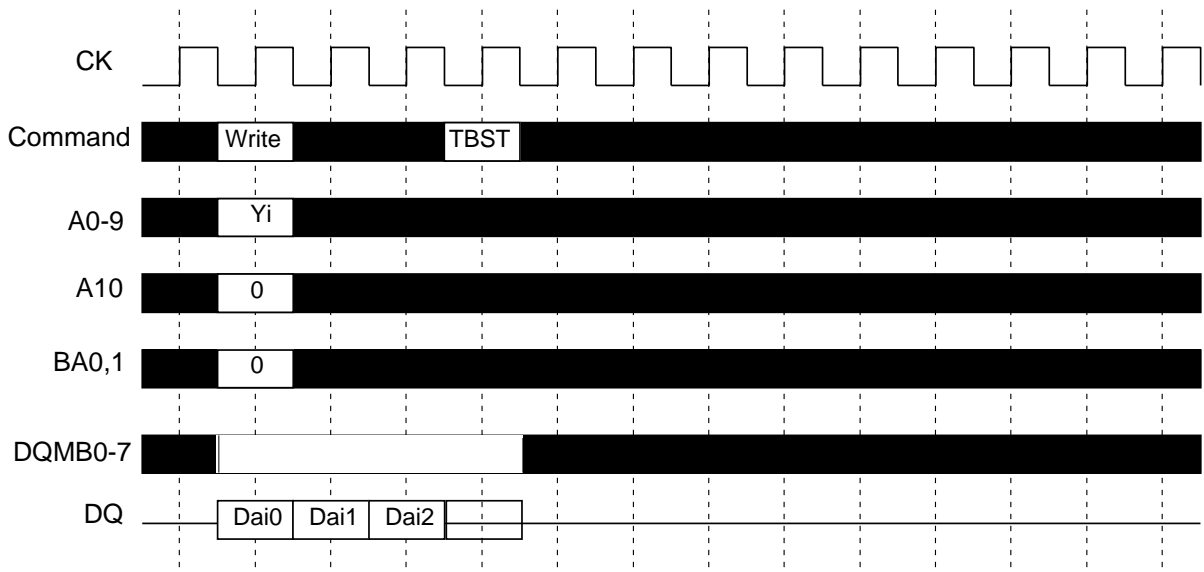 CK
Command Write TBST
A0-9 Yi
A10 0
BA0,1 0
DQMB0-7
DQ Dai0 Dai1 Dai2